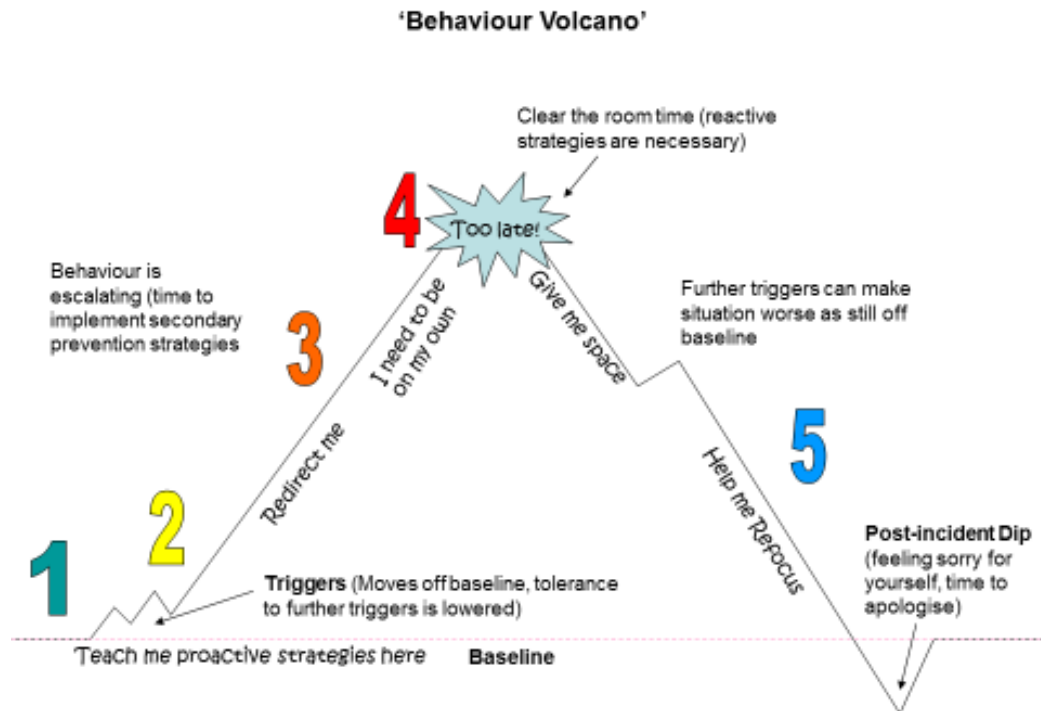 ‘Behaviour Volcano’
Clear the room time (reactive
strategies are necessary)
4
Too late!
Behaviour is
escalating (time to
implement secondary
prevention strategies
3
I need to be
on my own
Give me space
Further triggers can make
situation worse as still off
baseline
Redirect me
5
Help me Refocus
2
1
Triggers (Moves off baseline, tolerance
to further triggers is lowered)
Post-incident Dip
(feeling sorry for
yourself, time to
apologise)
Teach me proactive strategies here
Baseline